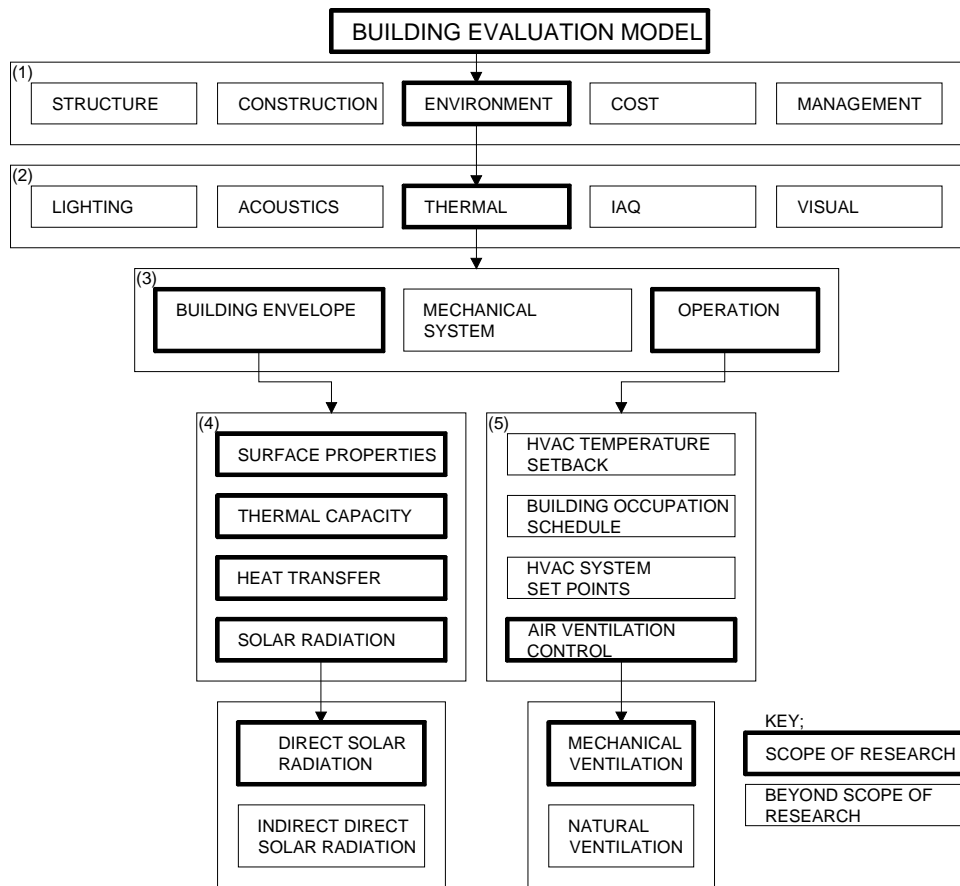 BUILDING EVALUATION MODEL
(1)
STRUCTURE
CONSTRUCTION
ENVIRONMENT
COST
MANAGEMENT
(2)
LIGHTING
ACOUSTICS
THERMAL
IAQ
VISUAL
(3)
BUILDING ENVELOPE
MECHANICAL
SYSTEM
OPERATION
(4)
SURFACE PROPERTIES
THERMAL CAPACITY
HEAT TRANSFER
SOLAR RADIATION
(5)
HVAC TEMPERATURE
SETBACK
BUILDING OCCUPATION
SCHEDULE
HVAC SYSTEM
SET POINTS
AIR VENTILATION
CONTROL
DIRECT SOLAR
RADIATION
INDIRECT DIRECT
SOLAR RADIATION
MECHANICAL
VENTILATION
NATURAL
VENTILATION
KEY;
SCOPE OF RESEARCH
BEYOND SCOPE OF
RESEARCH